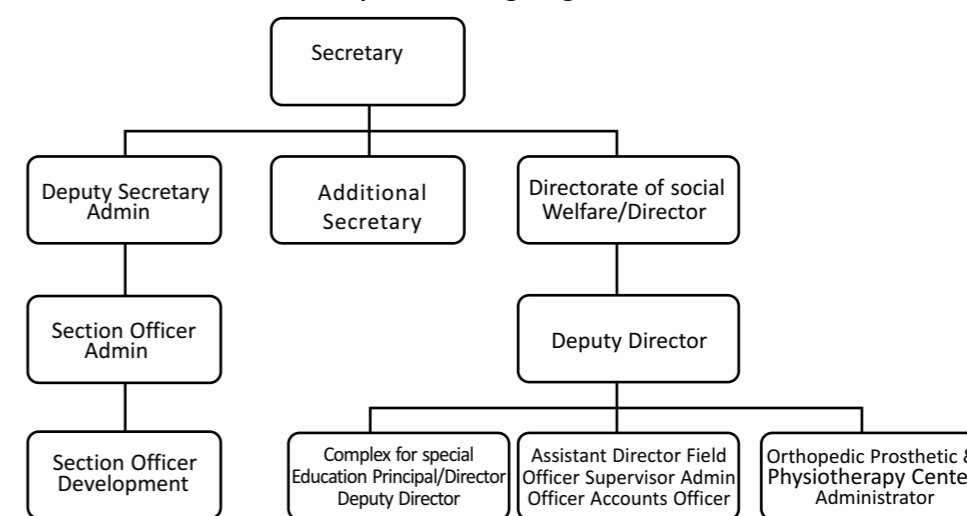 Secretary
Deputy Secretary
Admin
Additional
Secretary
Directorate of social
Welfare/Director
Section Officer
Admin
Deputy Director
Section Officer
Development
Complex for special
Education Principal/Director
Deputy Director
Assistant Director Field
Officer Supervisor Admin
Officer Accounts Officer
Orthopedic Prosthetic &
Physiotherapy Cente
Administrator